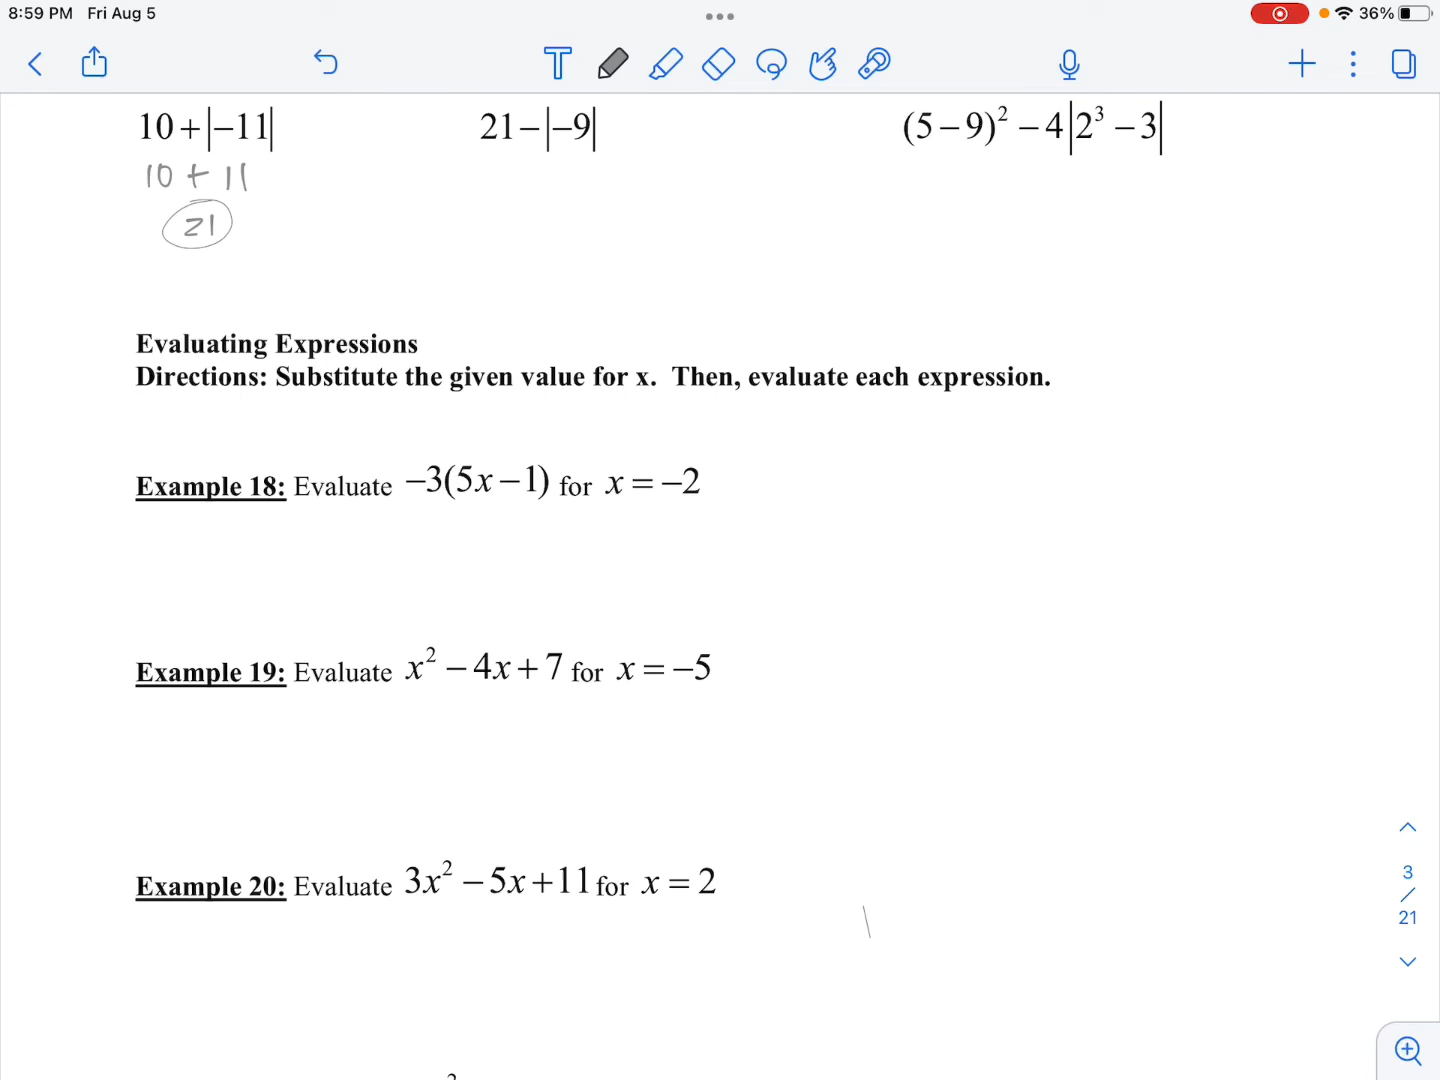 8:59 PM Fri Aug 5 36%
10 + |−11| 21 − |−9| (5 − 9)² − 4|2³ − 3|
10 + 11
21
Evaluating Expressions
Directions: Substitute the given value for x. Then, evaluate each expression.
Example 18: Evaluate −3(5x − 1) for x = −2
Example 19: Evaluate x² − 4x + 7 for x = −5
Example 20: Evaluate 3x² − 5x + 11 for x = 2
3
/
21